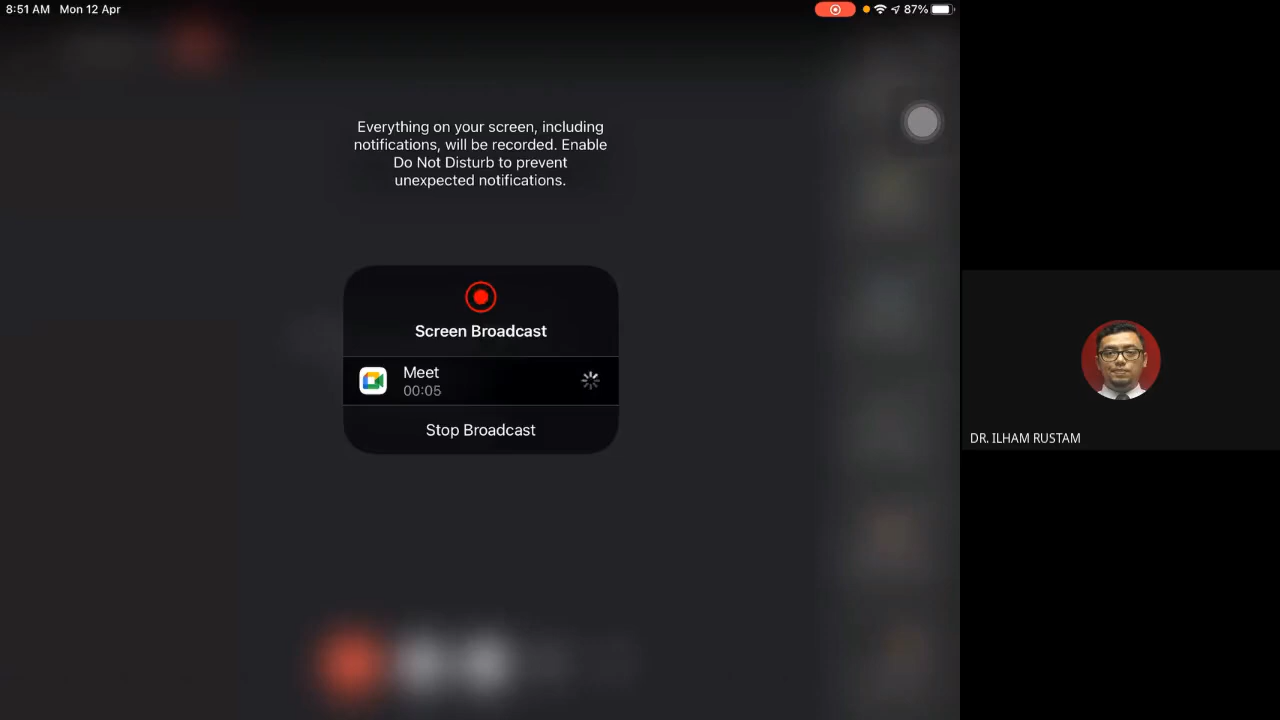 8:51 AM Mon 12 Apr
87%
Everything on your screen, including
notifications, will be recorded. Enable
Do Not Disturb to prevent
unexpected notifications.
Screen Broadcast
Meet
00:05
Stop Broadcast
DR. ILHAM RUSTAM